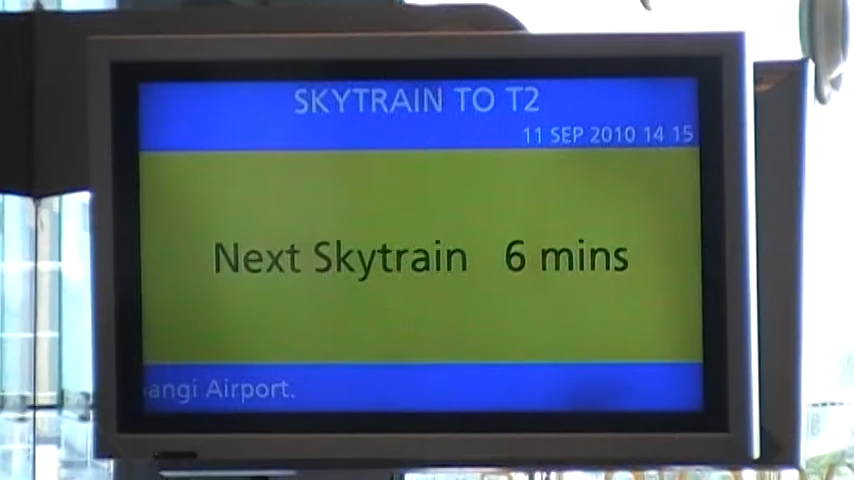 SKYTRAIN TO T2
11 SEP 2010 14 15
Next Skytrain 6 mins
angi Airport.